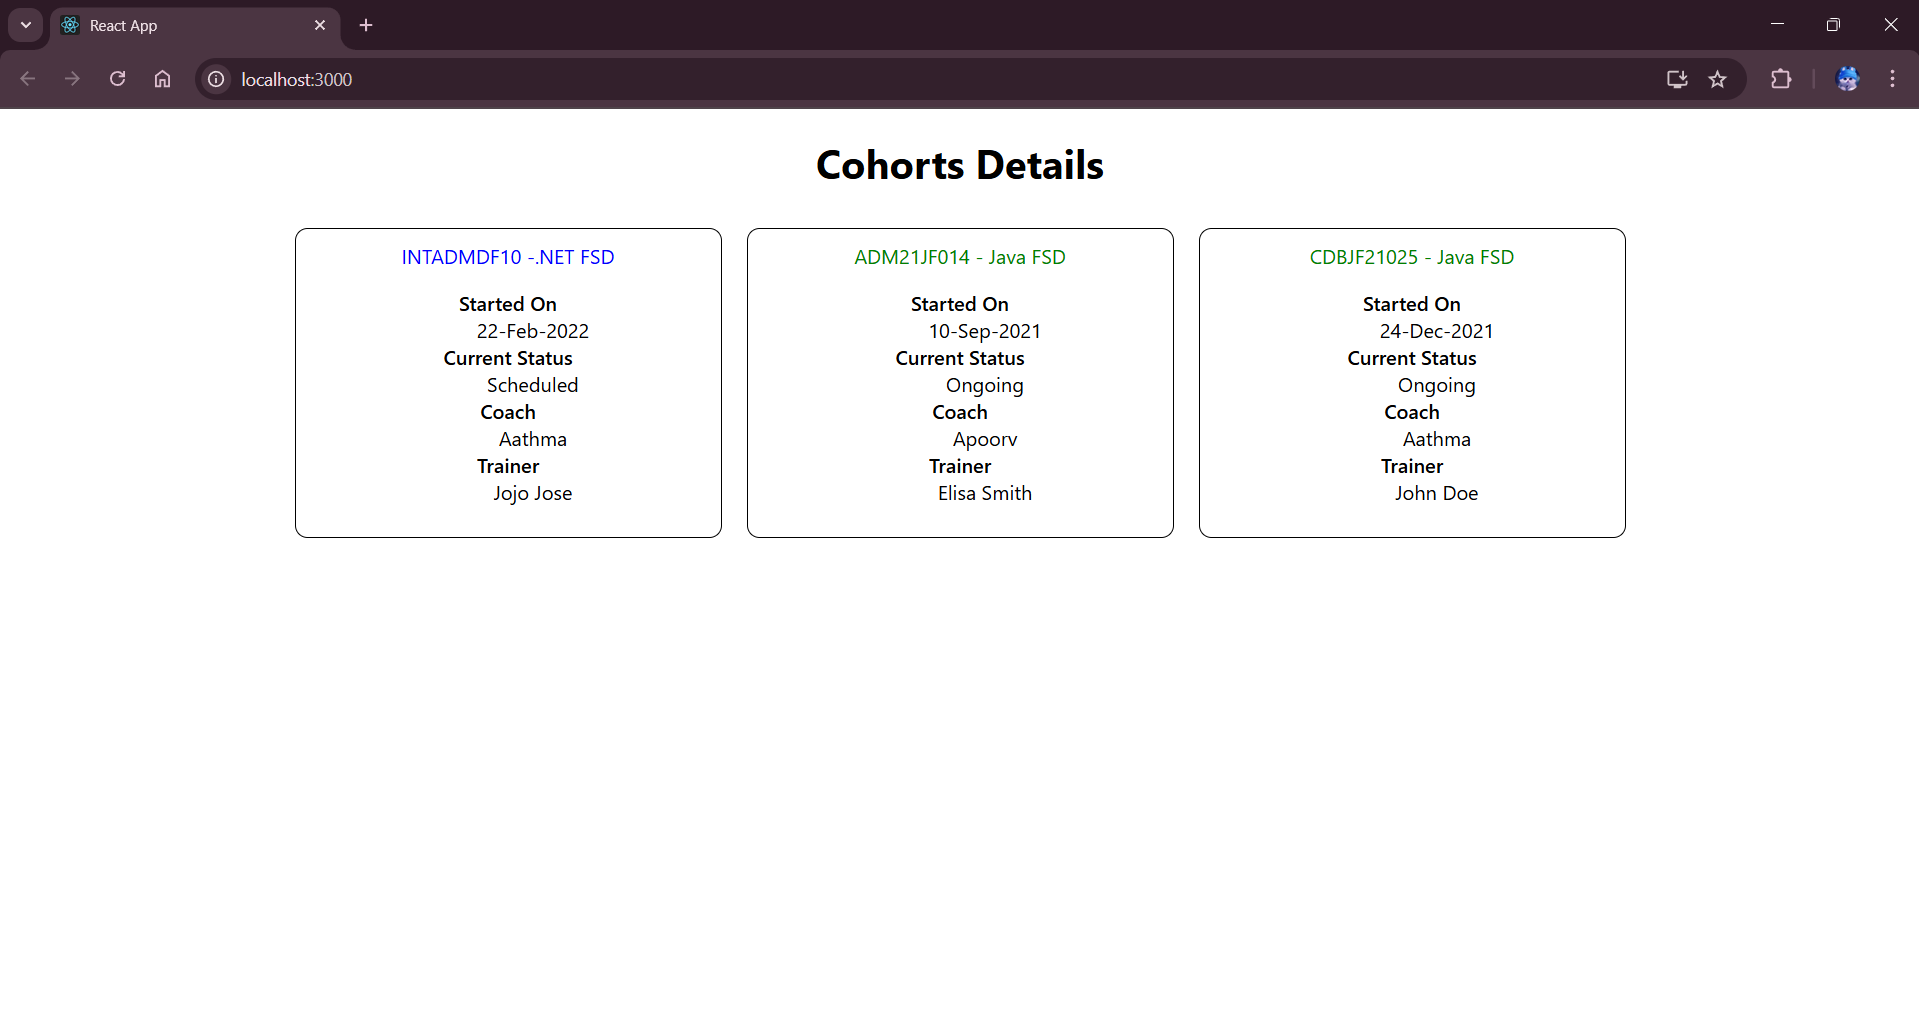 React App
localhost:3000
Cohorts Details
INTADMDF10 -.NET FSD
Started On
22-Feb-2022
Current Status
Scheduled
Coach
Aathma
Trainer
Jojo Jose
ADM21JF014 - Java FSD
Started On
10-Sep-2021
Current Status
Ongoing
Coach
Apoorv
Trainer
Elisa Smith
CDBJF21025 - Java FSD
Started On
24-Dec-2021
Current Status
Ongoing
Coach
Aathma
Trainer
John Doe